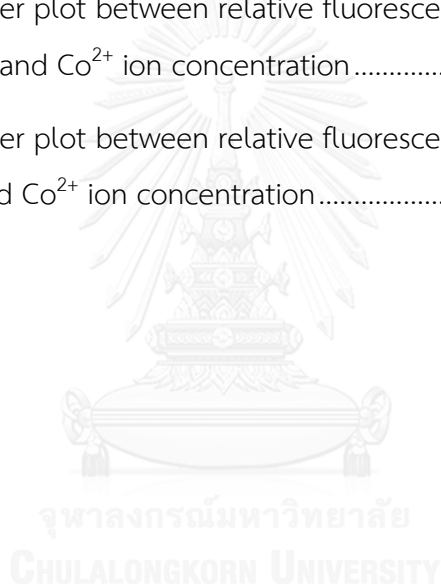 er plot between relative fluoresce
and Co²⁺ ion concentration..............
er plot between relative fluoresce
d Co²⁺ ion concentration...................
จุฬาลงกรณ์มหาวิทยาลัย
CHULALONGKORN UNIVERSITY